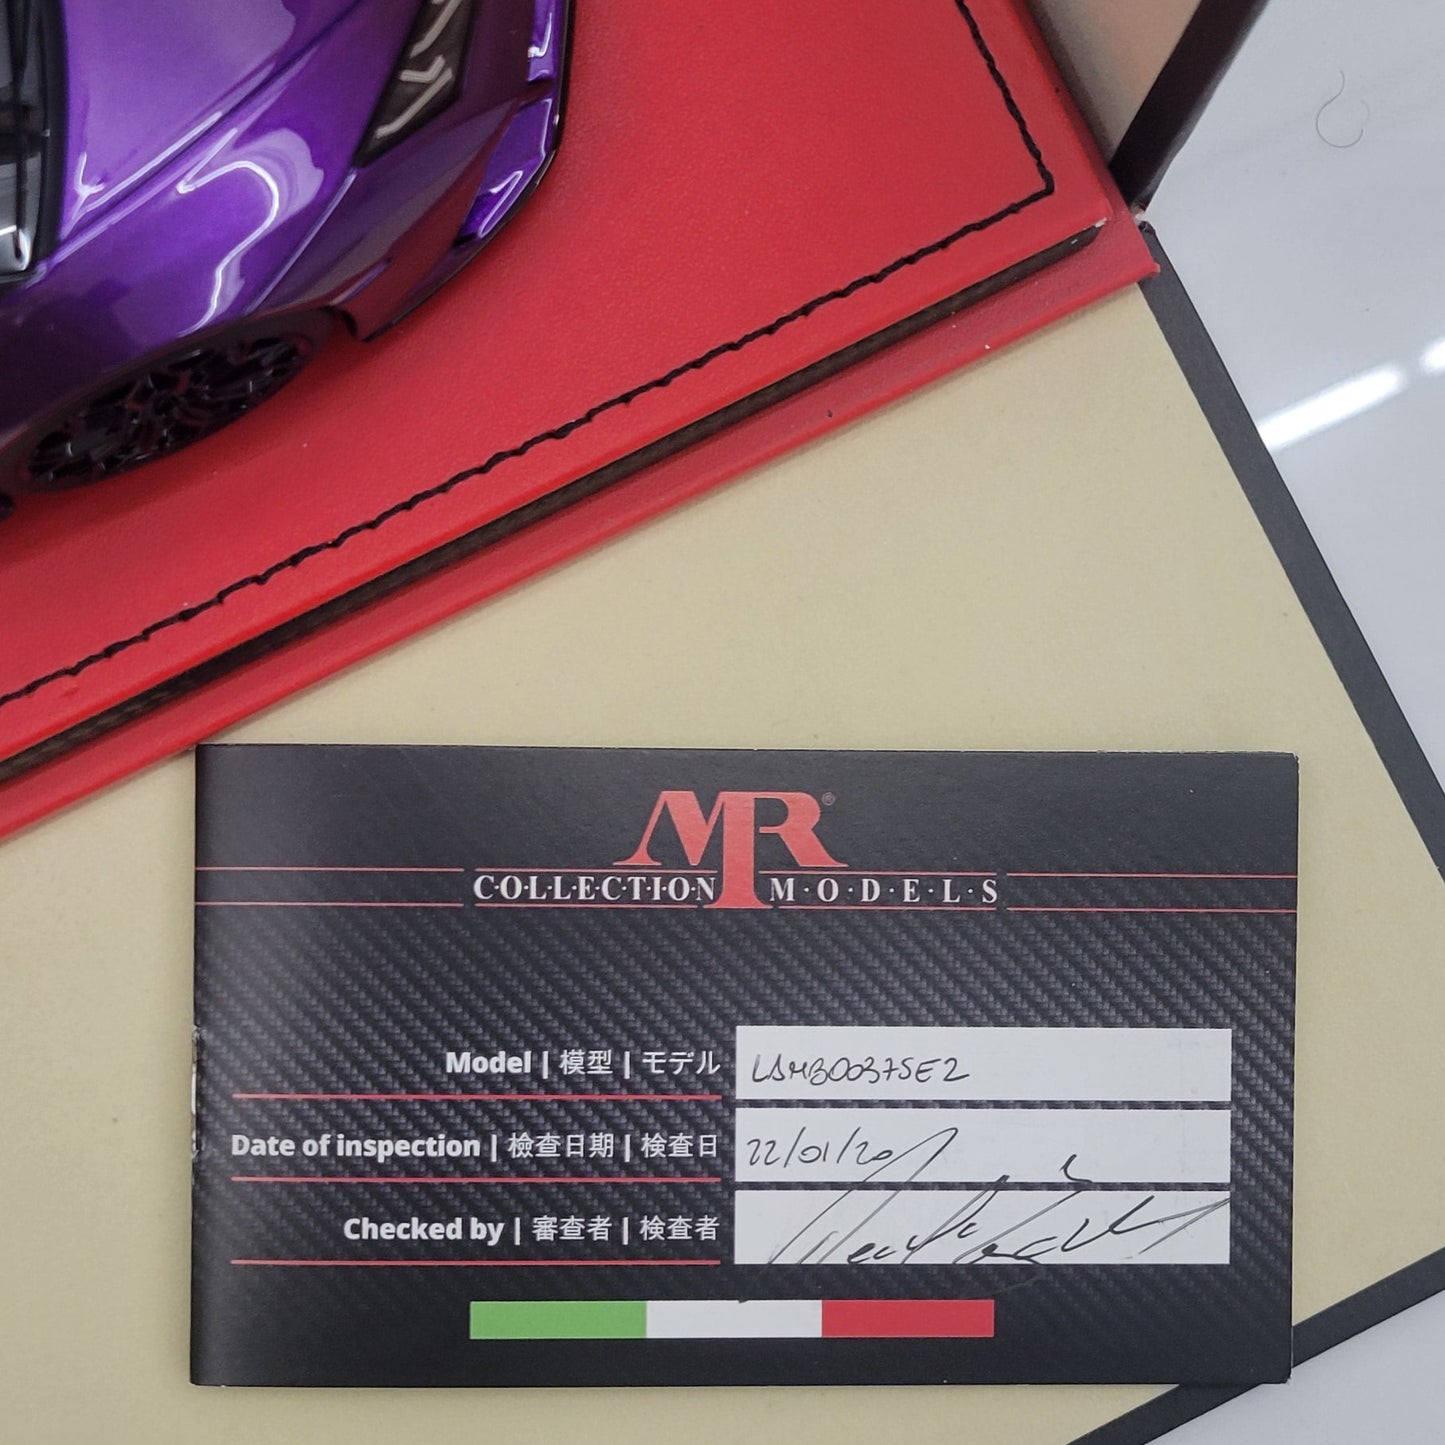 MR®
COLLECTION MODELS
Model | 模型 | モデル LAMB0037SE2
Date of inspection | 檢查日期 | 検査日 22/01/20
Checked by | 審查者 | 検査者